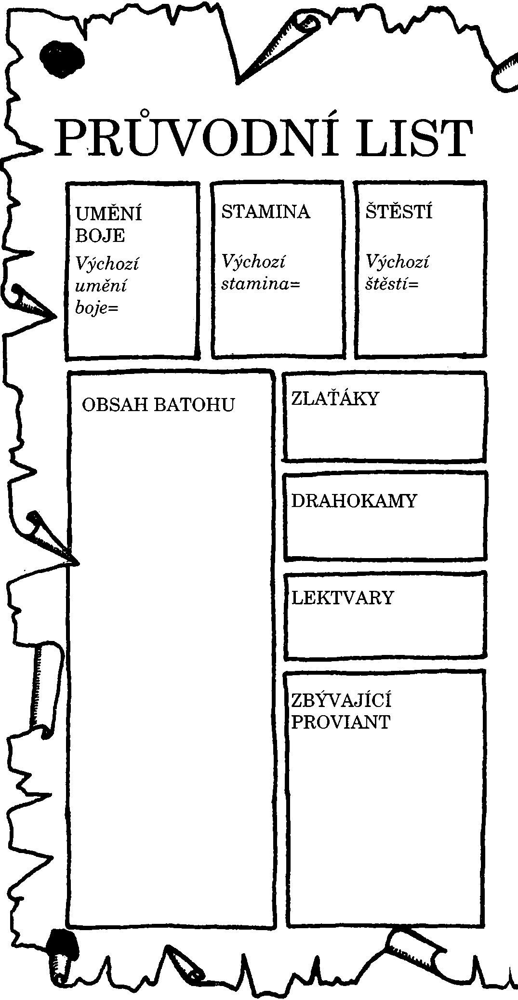 PRŮVODNÍ LIST
UMĚNÍ
BOJE
Výchozí
umění
boje=
STAMINA
Výchozí
stamina=
ŠTĚSTÍ
Výchozí
štěstí=
OBSAH BATOHU
ZLAŤÁKY
DRAHOKAMY
LEKTVARY
ZBÝVAJÍCÍ
PROVIANT